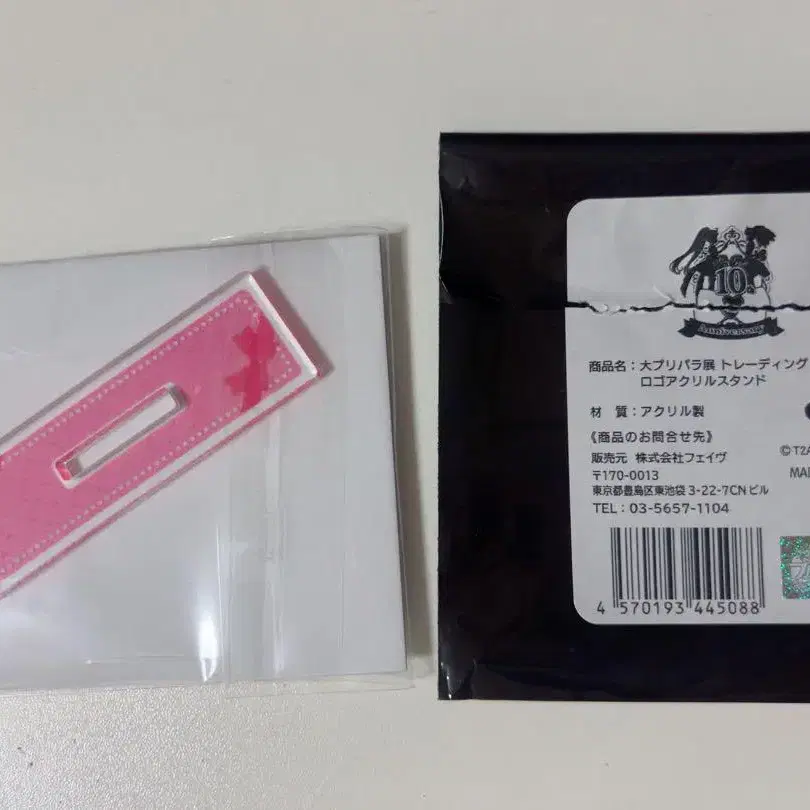 10
Anniversary
商品名：大プリパラ展 トレーディング
ロゴアクリルスタンド
材 質：アクリル製
《商品のお問合せ先》
販売元 株式会社フェイヴ
〒170-0013
東京都豊島区東池袋 3-22-7CN ビル
TEL：03-5657-1104
©T2A
MA
4 570193 445088